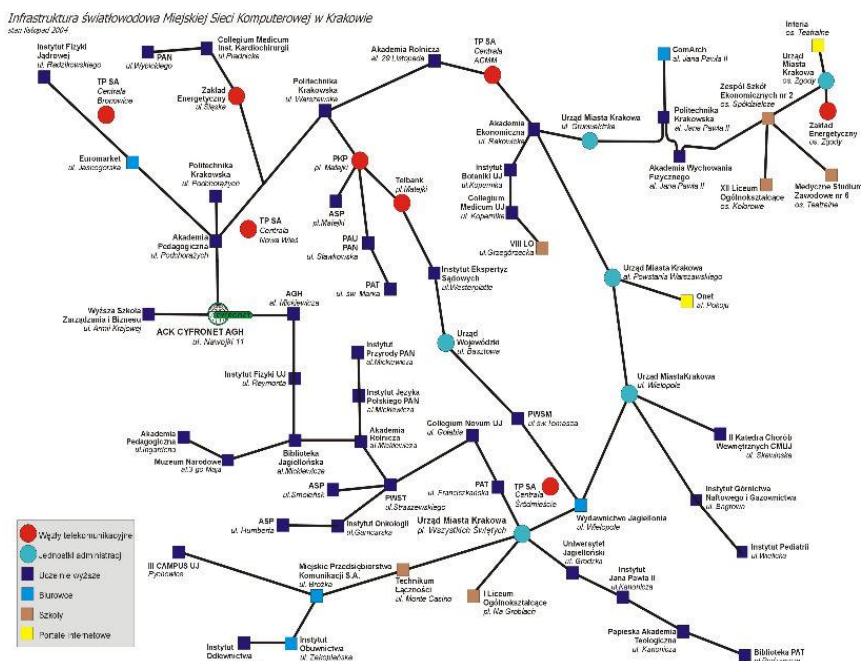 Infrastruktura światłowodowa Miejskiej Sieci Komputerowej w Krakowie
stan listopad 2004
Instytut Fizyki
Jądrowej
ul. Radzikowskiego
TP SA
Centrala
Bronowice
PAN
ul. Wybickiego
Collegium Medicum
Inst. Kardiochirurgii
ul. Prądnicka
Zakład
Energetyczny
ul. Śląska
Politechnika
Krakowska
ul. Warszawska
Akademia Rolnicza
al. 29 Listopada
TP SA
Centrala
ACMM
ComArch
al. Jana Pawła II
Interia
os. Teatralne
Urząd
Miasta
Krakowa
os. Zgody
Zespół Szkół
Ekonomicznych nr 2
os. Spółdzielcze
Politechnika
Krakowska
al. Jana Pawła II
Zakład
Energetyczny
os. Zgody
Urząd Miasta Krakowa
ul. Grunwaldzka
Akademia
Ekonomiczna
ul. Rakowicka
Akademia Wychowania
Fizycznego
al. Jana Pawła II
XII Liceum
Ogólnokształcące
os. Kolorowe
Medyczne Studium
Zawodowe nr 6
os. Teatralne
Euromarket
ul. Jasnogórska
Politechnika
Krakowska
ul. Podchorążych
PKP
pl. Matejki
Telbank
pl. Matejki
Instytut
Botaniki UJ
ul. Kopernika
Collegium
Medicum UJ
ul. Kopernika
VIII LO
ul. Grzegórzecka
ASP
pl. Matejki
PAU
PAN
ul. Sławkowska
PAT
ul. św. Marka
TP SA
Centrala
Nowa Wieś
Akademia
Pedagogiczna
ul. Podchorążych
Instytut Ekspertyz
Sądowych
ul. Westerplatte
Urząd Miasta Krakowa
al. Powstania Warszawskiego
Onet
al. Pokoju
Wyższa Szkoła
Zarządzania i Biznesu
ul. Armii Krajowej
CYFRONET
ACK CYFRONET AGH
ul. Nawojki 11
AGH
al. Mickiewicza
Urząd
Wojewódzki
ul. Basztowa
Instytut
Przyrody PAN
al. Mickiewicza
Instytut Fizyki UJ
ul. Reymonta
Instytut Języka
Polskiego PAN
al. Mickiewicza
Urząd Miasta Krakowa
ul. Wielopole
Collegium Novum UJ
ul. Gołębia
PWSM
ul. św. Tomasza
II Katedra Chorób
Wewnętrznych CMUJ
ul. Skawińska
Akademia
Pedagogiczna
ul. Ingardena
Muzeum Narodowe
al. 3-go Maja
Biblioteka
Jagiellońska
al. Mickiewicza
Akademia
Rolnicza
al. Mickiewicza
ASP
ul. Smoleńsk
PWST
ul. Straszewskiego
PAT
ul. Franciszkańska
TP SA
Centrala
Śródmieście
Instytut Górnictwa
Naftowego i Gazownictwa
ul. Bagrowa
ASP
ul. Humberta
Instytut Onkologii
ul. Garncarska
Urząd Miasta Krakowa
pl. Wszystkich Świętych
Wydawnictwo Jagiellonia
ul. Wielopole
Instytut Pediatrii
ul. Wielicka
Węzły telekomunikacyjne
Jednostki administracji
Uczelnie wyższe
Biurowce
Szkoły
Portale internetowe
III CAMPUS UJ
Pychowice
Miejskie Przedsiębiorstwo
Komunikacji S.A.
ul. Brożka
Technikum
Łączności
ul. Monte Casino
I Liceum
Ogólnokształcące
pl. Na Groblach
Uniwersytet
Jagielloński
ul. Grodzka
Instytut
Jana Pawła II
ul. Kanonicza
Instytut
Odlewnictwa
Instytut
Obuwnictwa
ul. Zakopiańska
Papieska Akademia
Teologiczna
ul. Kanonicza
Biblioteka PAT